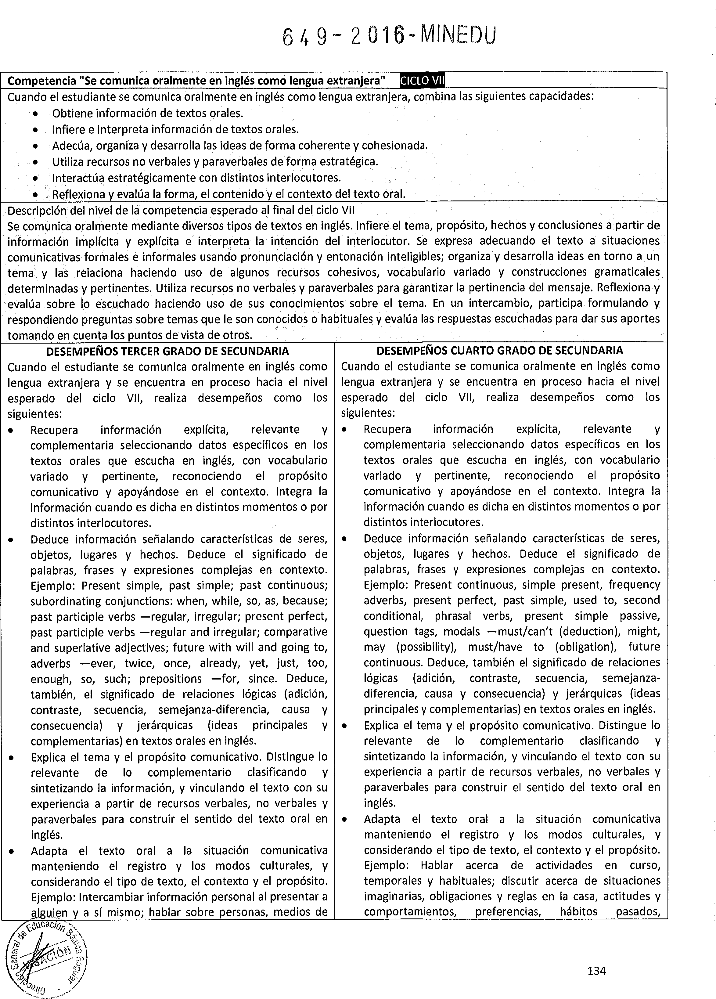 649-2016-MINEDU
Competencia "Se comunica oralmente en inglés como lengua extranjera" CICLO VII
Cuando el estudiante se comunica oralmente en inglés como lengua extranjera, combina las siguientes capacidades:
• Obtiene información de textos orales.
• Infiere e interpreta información de textos orales.
• Adecúa, organiza y desarrolla las ideas de forma coherente y cohesionada.
• Utiliza recursos no verbales y paraverbales de forma estratégica.
• Interactúa estratégicamente con distintos interlocutores.
• Reflexiona y evalúa la forma, el contenido y el contexto del texto oral.
Descripción del nivel de la competencia esperado al final del ciclo VII
Se comunica oralmente mediante diversos tipos de textos en inglés. Infiere el tema, propósito, hechos y conclusiones a partir de
información implícita y explícita e interpreta la intención del interlocutor. Se expresa adecuando el texto a situaciones
comunicativas formales e informales usando pronunciación y entonación inteligibles; organiza y desarrolla ideas en torno a un
tema y las relaciona haciendo uso de algunos recursos cohesivos, vocabulario variado y construcciones gramaticales
determinadas y pertinentes. Utiliza recursos no verbales y paraverbales para garantizar la pertinencia del mensaje. Reflexiona y
evalúa sobre lo escuchado haciendo uso de sus conocimientos sobre el tema. En un intercambio, participa formulando y
respondiendo preguntas sobre temas que le son conocidos o habituales y evalúa las respuestas escuchadas para dar sus aportes
tomando en cuenta los puntos de vista de otros.
DESEMPEÑOS TERCER GRADO DE SECUNDARIA
Cuando el estudiante se comunica oralmente en inglés como
lengua extranjera y se encuentra en proceso hacia el nivel
esperado del ciclo VII, realiza desempeños como los
siguientes:
• Recupera información explícita, relevante y
complementaria seleccionando datos específicos en los
textos orales que escucha en inglés, con vocabulario
variado y pertinente, reconociendo el propósito
comunicativo y apoyándose en el contexto. Integra la
información cuando es dicha en distintos momentos o por
distintos interlocutores.
• Deduce información señalando características de seres,
objetos, lugares y hechos. Deduce el significado de
palabras, frases y expresiones complejas en contexto.
Ejemplo: Present simple, past simple; past continuous;
subordinating conjunctions: when, while, so, as, because;
past participle verbs —regular, irregular; present perfect,
past participle verbs —regular and irregular; comparative
and superlative adjectives; future with will and going to,
adverbs —ever, twice, once, already, yet, just, too,
enough, so, such; prepositions —for, since. Deduce,
también, el significado de relaciones lógicas (adición,
contraste, secuencia, semejanza-diferencia, causa y
consecuencia) y jerárquicas (ideas principales y
complementarias) en textos orales en inglés.
• Explica el tema y el propósito comunicativo. Distingue lo
relevante de lo complementario clasificando y
sintetizando la información, y vinculando el texto con su
experiencia a partir de recursos verbales, no verbales y
paraverbales para construir el sentido del texto oral en
inglés.
• Adapta el texto oral a la situación comunicativa
manteniendo el registro y los modos culturales, y
considerando el tipo de texto, el contexto y el propósito.
Ejemplo: Intercambiar información personal al presentar a
alguien y a sí mismo; hablar sobre personas, medios de
DESEMPEÑOS CUARTO GRADO DE SECUNDARIA
Cuando el estudiante se comunica oralmente en inglés como
lengua extranjera y se encuentra en proceso hacia el nivel
esperado del ciclo VII, realiza desempeños como los
siguientes:
• Recupera información explícita, relevante y
complementaria seleccionando datos específicos en los
textos orales que escucha en inglés, con vocabulario
variado y pertinente, reconociendo el propósito
comunicativo y apoyándose en el contexto. Integra la
información cuando es dicha en distintos momentos o por
distintos interlocutores.
• Deduce información señalando características de seres,
objetos, lugares y hechos. Deduce el significado de
palabras, frases y expresiones complejas en contexto.
Ejemplo: Present continuous, simple present, frequency
adverbs, present perfect, past simple, used to, second
conditional, phrasal verbs, present simple passive,
question tags, modals —must/can't (deduction), might,
may (possibility), must/have to (obligation), future
continuous. Deduce, también el significado de relaciones
lógicas (adición, contraste, secuencia, semejanza-
diferencia, causa y consecuencia) y jerárquicas (ideas
principales y complementarias) en textos orales en inglés.
• Explica el tema y el propósito comunicativo. Distingue lo
relevante de lo complementario clasificando y
sintetizando la información, y vinculando el texto con su
experiencia a partir de recursos verbales, no verbales y
paraverbales para construir el sentido del texto oral en
inglés.
• Adapta el texto oral a la situación comunicativa
manteniendo el registro y los modos culturales, y
considerando el tipo de texto, el contexto y el propósito.
Ejemplo: Hablar acerca de actividades en curso,
temporales y habituales; discutir acerca de situaciones
imaginarias, obligaciones y reglas en la casa, actitudes y
comportamientos, preferencias, hábitos pasados,
Dirección General de Educación Básica Regular
VISACIÓN
134